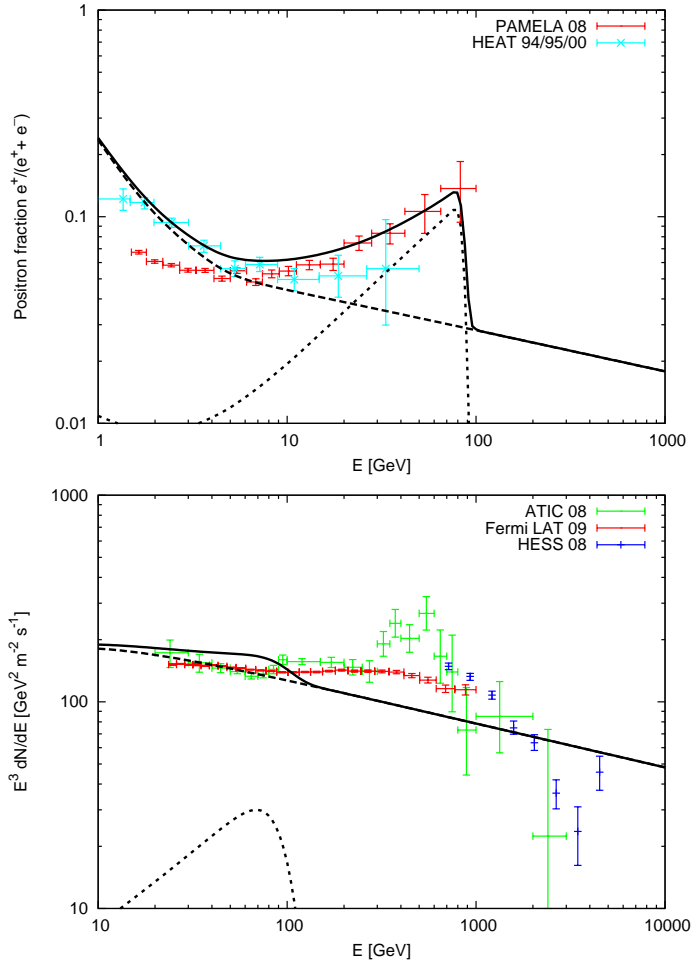 PAMELA 08
HEAT 94/95/00
Positron fraction e⁺/(e⁺+ e⁻)
1
0.1
0.01
1
10
100
1000
E [GeV]
ATIC 08
Fermi LAT 09
HESS 08
E³ dN/dE [GeV² m⁻² s⁻¹]
1000
100
10
10
100
1000
10000
E [GeV]